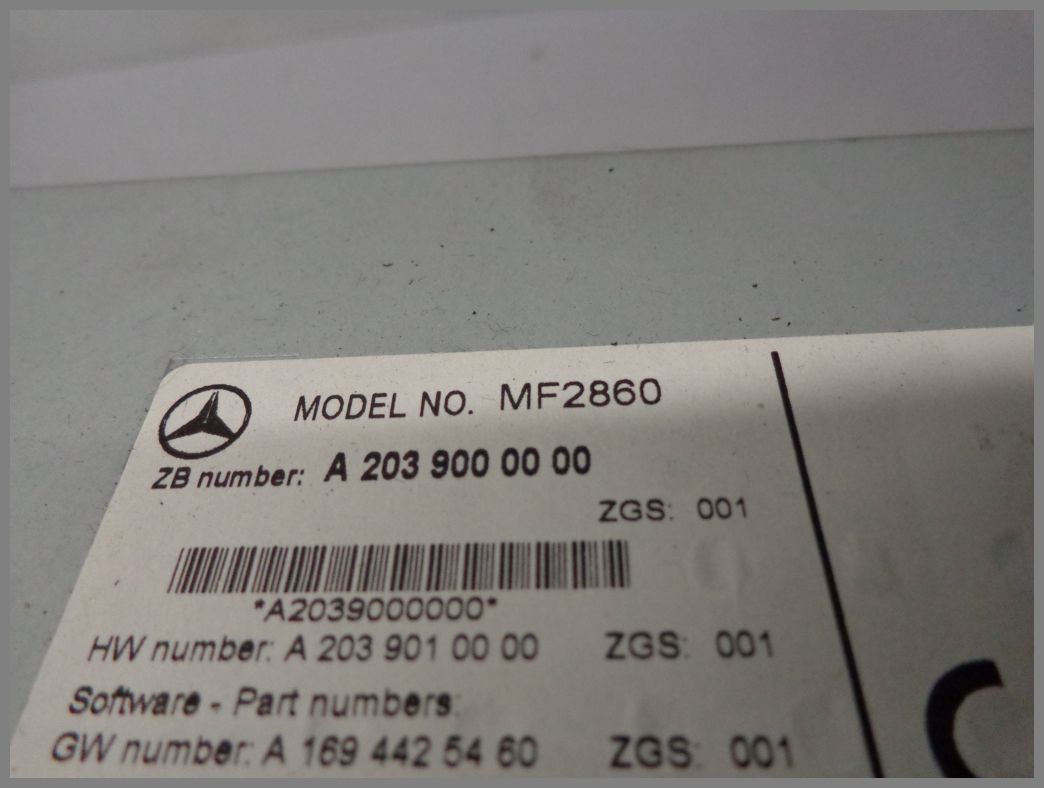 MODEL NO. MF2860
ZB number: A 203 900 00 00
ZGS: 001
*A2039000000*
HW number: A 203 901 00 00 ZGS: 001
Software - Part numbers:
GW number: A 169 442 54 60 ZGS: 001